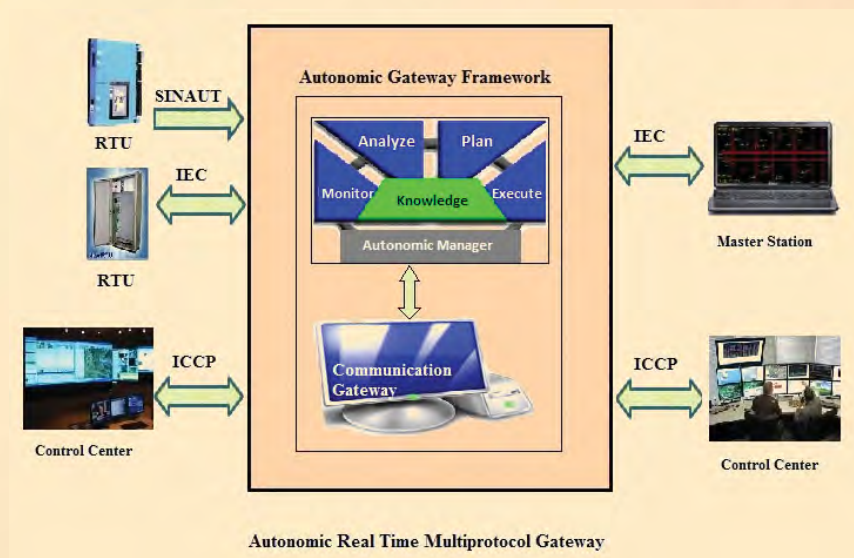 Autonomic Gateway Framework
SINAUT
RTU
IEC
RTU
ICCP
Control Center
Analyze
Plan
Monitor
Execute
Knowledge
Autonomic Manager
Communication
Gateway
IEC
Master Station
ICCP
Control Center
Autonomic Real Time Multiprotocol Gateway